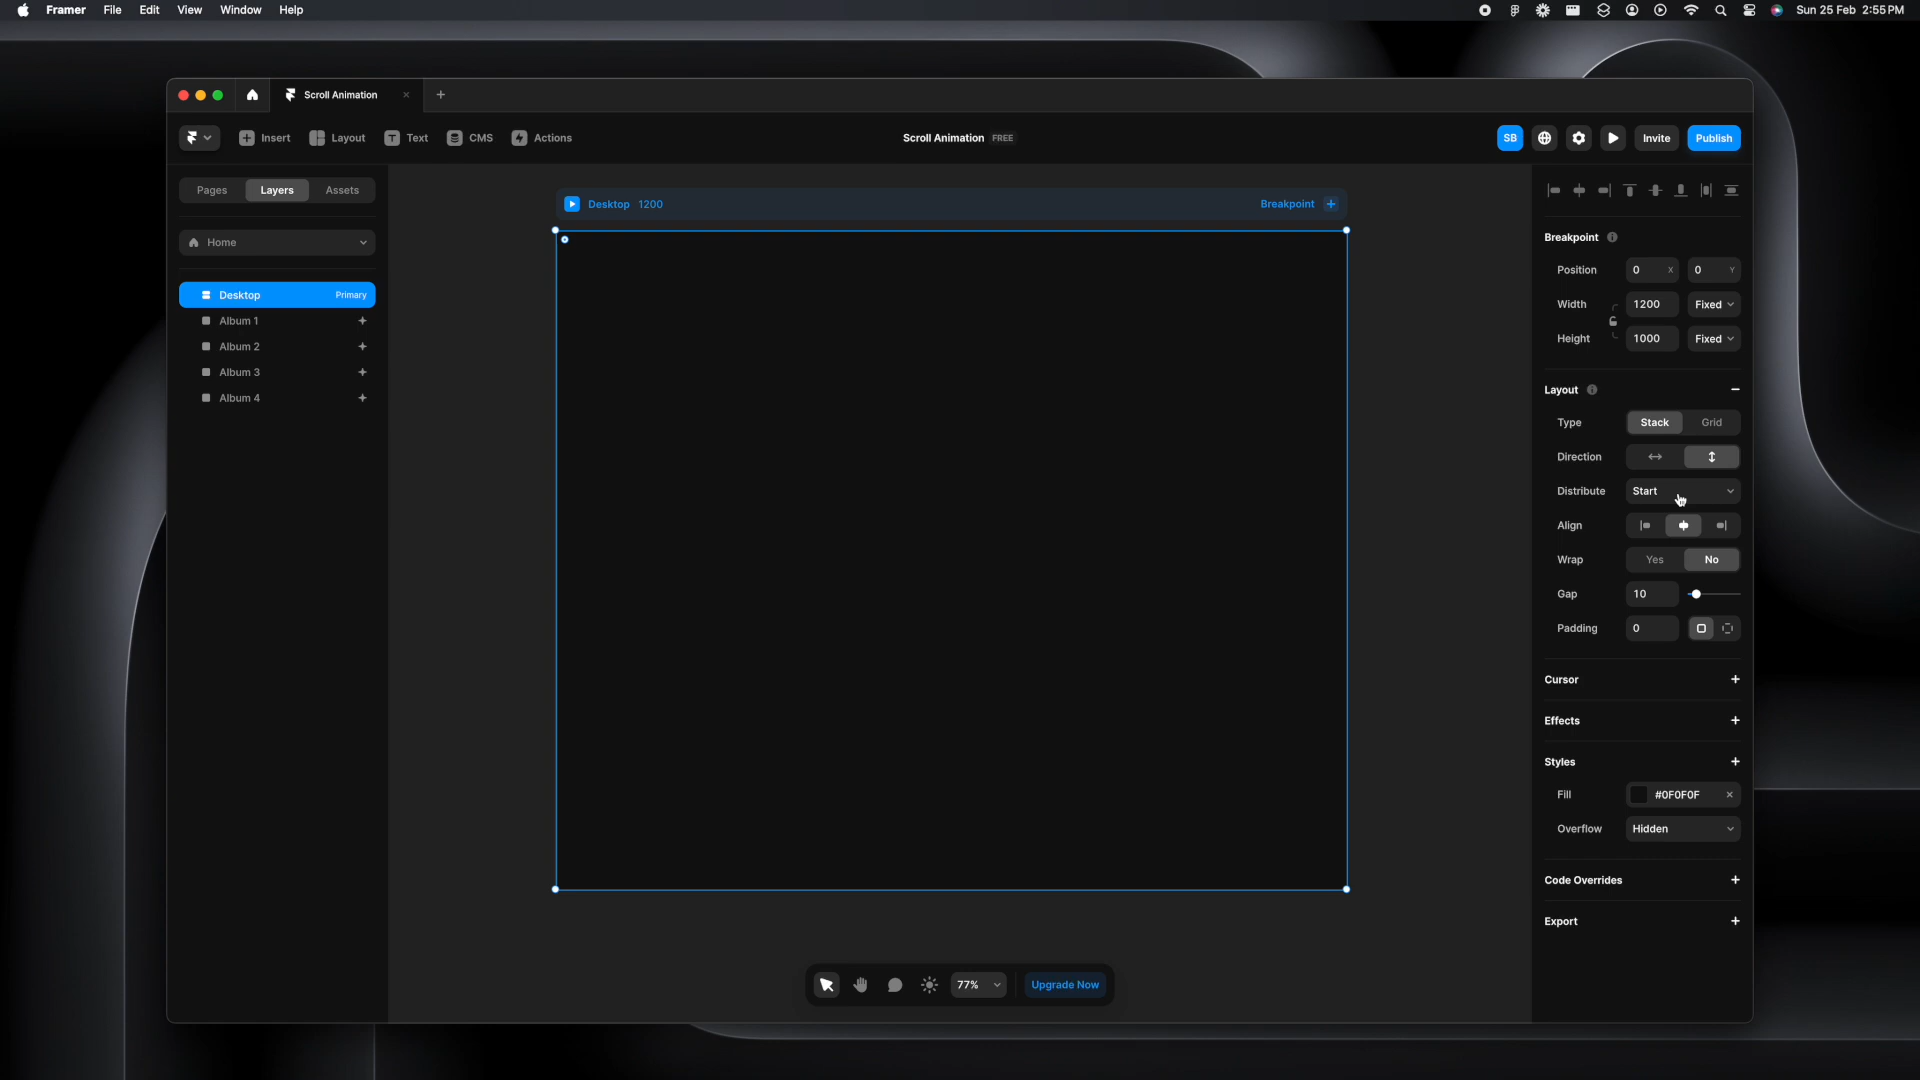 Framer File Edit View Window Help
Sun 25 Feb 2:55 PM
Scroll Animation
Insert Layout Text CMS Actions
Scroll Animation FREE
SB Invite Publish
Pages Layers Assets
Home
Desktop Primary
Album 1
Album 2
Album 3
Album 4
Desktop 1200
Breakpoint
Breakpoint
Position 0 X 0 Y
Width 1200 Fixed
Height 1000 Fixed
Layout
Type Stack Grid
Direction
Distribute Start
Align
Wrap Yes No
Gap 10
Padding 0
Cursor
Effects
Styles
Fill #0F0F0F
Overflow Hidden
Code Overrides
Export
77% Upgrade Now